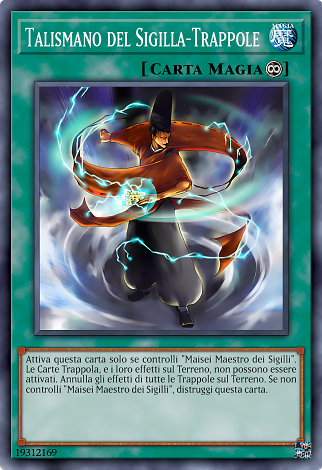 Talismano del Sigilla-Trappole
MAGIA
魔
[Carta Magia]
Attiva questa carta solo se controlli "Maisei Maestro dei Sigilli".
Le Carte Trappola, e i loro effetti sul Terreno, non possono essere
attivati. Annulla gli effetti di tutte le Trappole sul Terreno. Se non
controlli "Maisei Maestro dei Sigilli", distruggi questa carta.
19312169